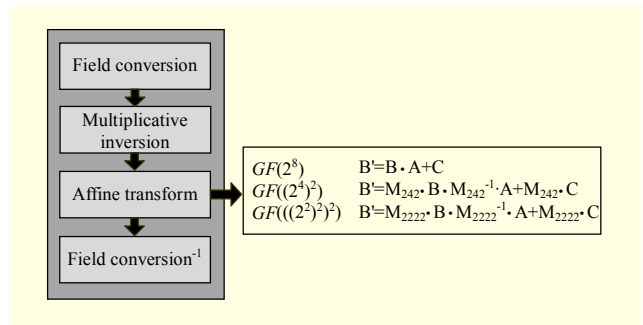 Field conversion
Multiplicative
inversion
Affine transform
Field conversion⁻¹
GF(2⁸) B'=B·A+C
GF((2⁴)²) B'=M₂₄₂·B·M₂₄₂⁻¹·A+M₂₄₂·C
GF(((2²)²)²) B'=M₂₂₂₂·B·M₂₂₂₂⁻¹·A+M₂₂₂₂·C